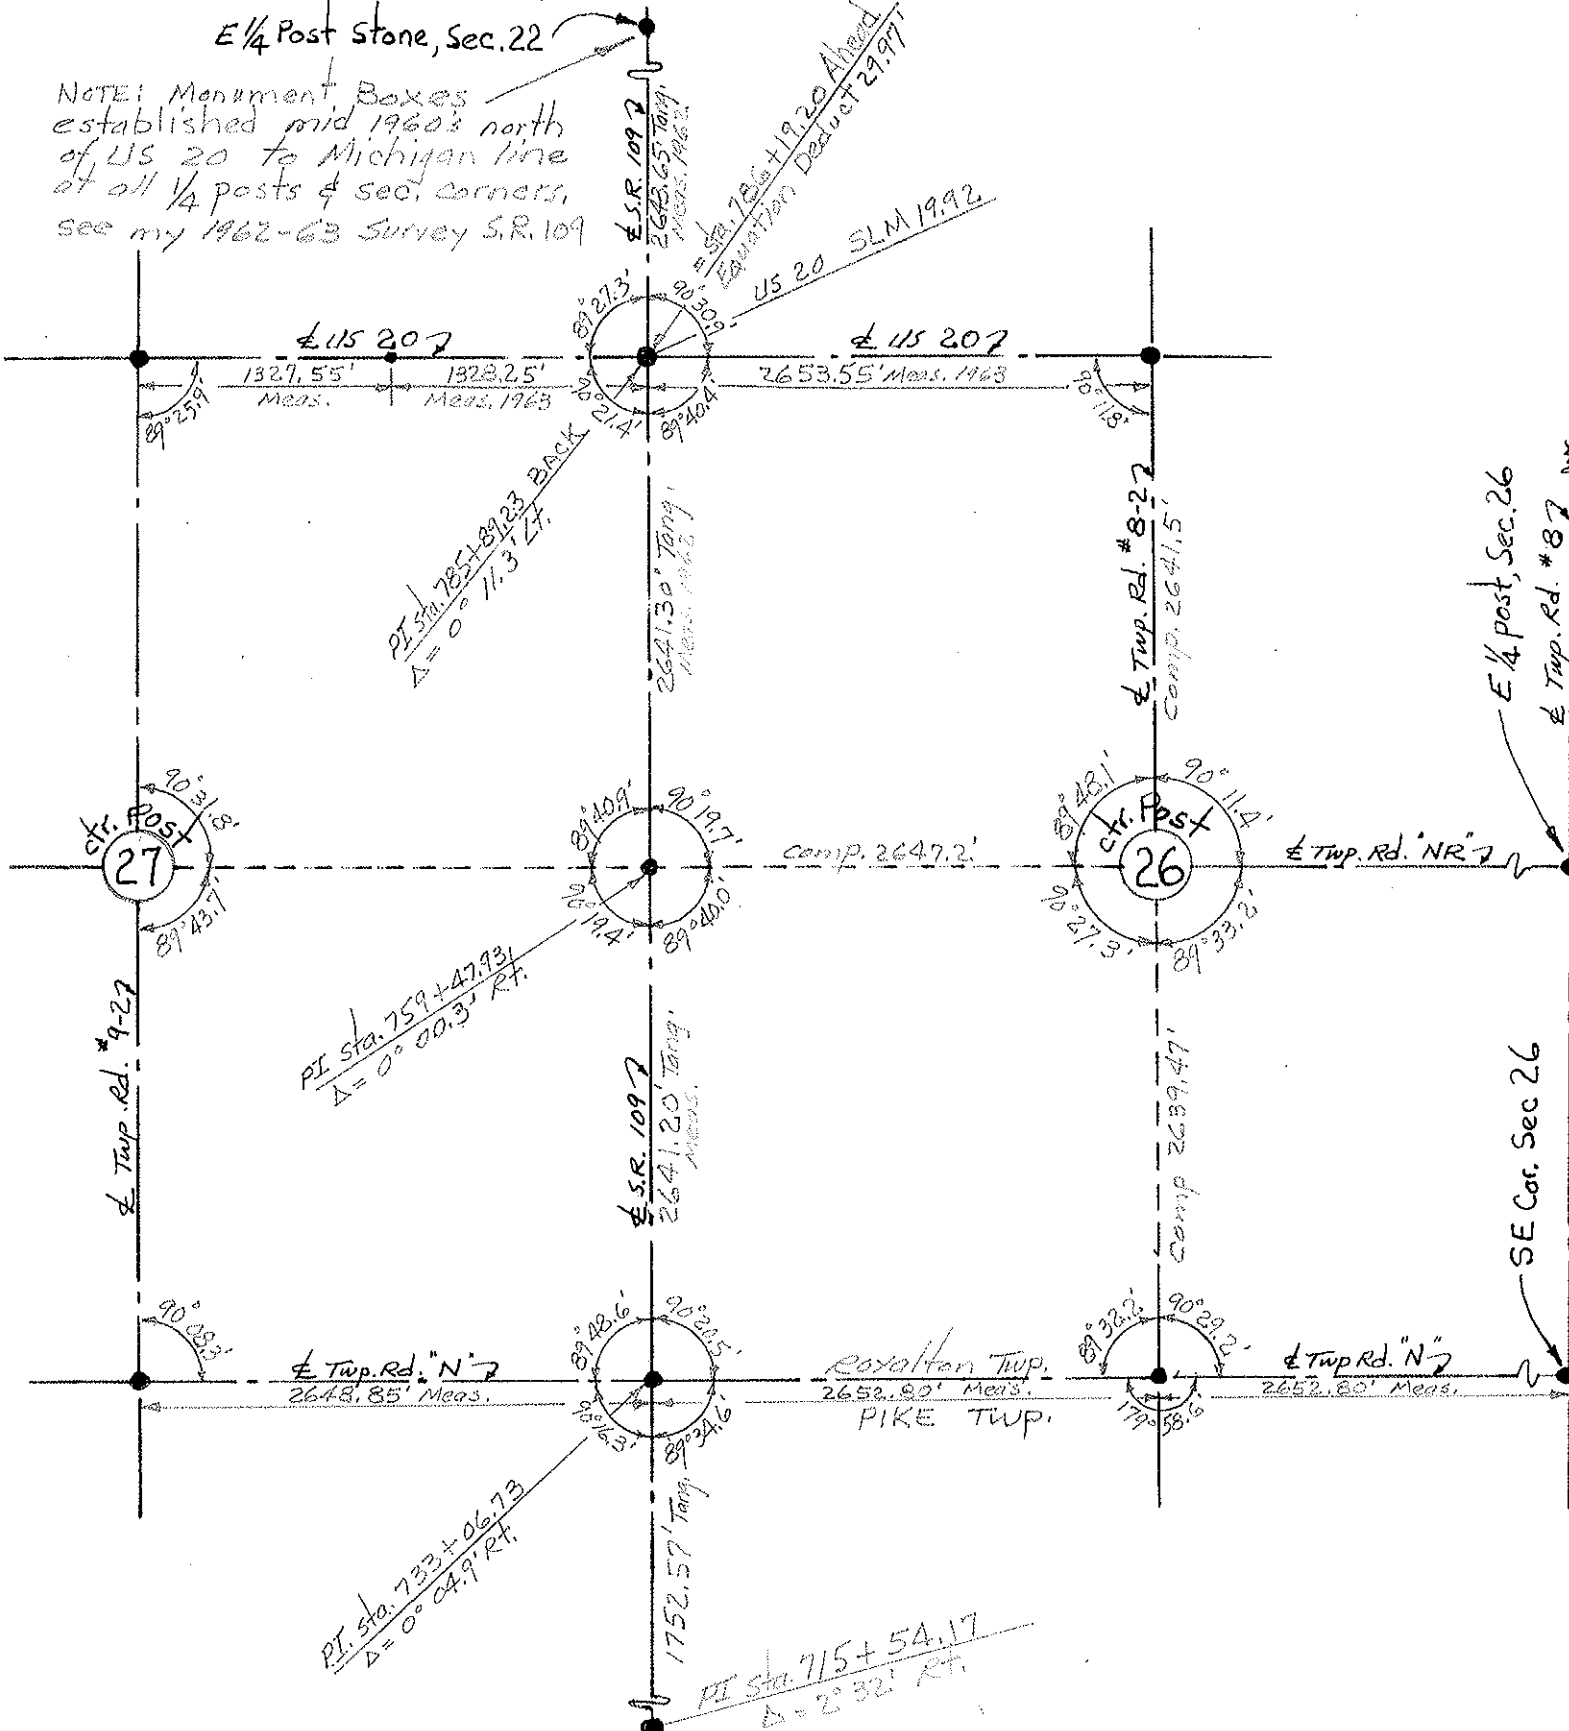 E 1/4 Post Stone, Sec. 22
NOTE: Monument Boxes
established mid 1960's north
of US 20 to Michigan line
at all 1/4 posts & sec. corners,
see my 1962-63 Survey S.R. 109
℄ S.R. 109
2643.65 Tang.
Meas. 1962
= Sta. 786+19.20 Ahead
Equation Deduct 29.97'
US 20 SLM 19.92
89°27.3'
90°30.9'
℄ US 20
℄ US 20
1327.55'
Meas.
1328.25'
Meas. 1963
2653.55' Meas. 1963
89°25.9'
90°21.4'
89°40.4'
90°11.8'
PI Sta. 785+89.23 BACK
Δ = 0° 11.3' Lt.
2641.30' Tang.
Meas. 1962
℄ Twp. Rd. #8-2
Comp. 2641.5'
E 1/4 post, Sec. 26
℄ Twp. Rd. #8
90°31.8'
ctr. Post
27
89°43.7'
89°40.9'
90°19.7'
90°19.4'
89°40.0'
Comp. 2647.2'
89°48.1'
90°11.4'
ctr. Post
26
90°27.3'
89°33.2'
℄ Twp. Rd. "NR"
PI Sta. 759+47.93
Δ = 0° 00.3' Rt.
℄ Twp. Rd. #9-2
℄ S.R. 109
2641.20' Tang.
Meas.
Comp 2639.47'
SE Cor. Sec 26
90°08.3'
89°48.6'
90°20.5'
89°32.2'
90°29.2'
℄ Twp. Rd. "N"
2648.85' Meas.
Royalton Twp.
2652.80' Meas.
PIKE TWP.
℄ Twp Rd. "N"
2652.80' Meas.
90°16.3'
89°34.6'
179°58.6'
PI. Sta. 733+06.73
Δ = 0° 04.9' Rt.
1752.57' Tang.
PI Sta. 715+54.17
Δ = 2° 32' Rt.